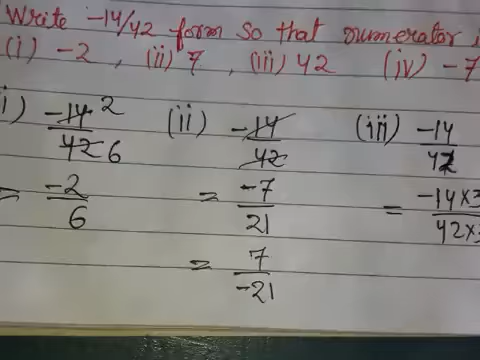 Write -14/42 form so that numerator
(i) -2 , (ii) 7 , (iii) 42 (iv) -7
i) -14 2 (ii) -14 (iii) -14
42 6 42 42
= -2 = -7 = -14×3
6 21 42×3
= 7
-21